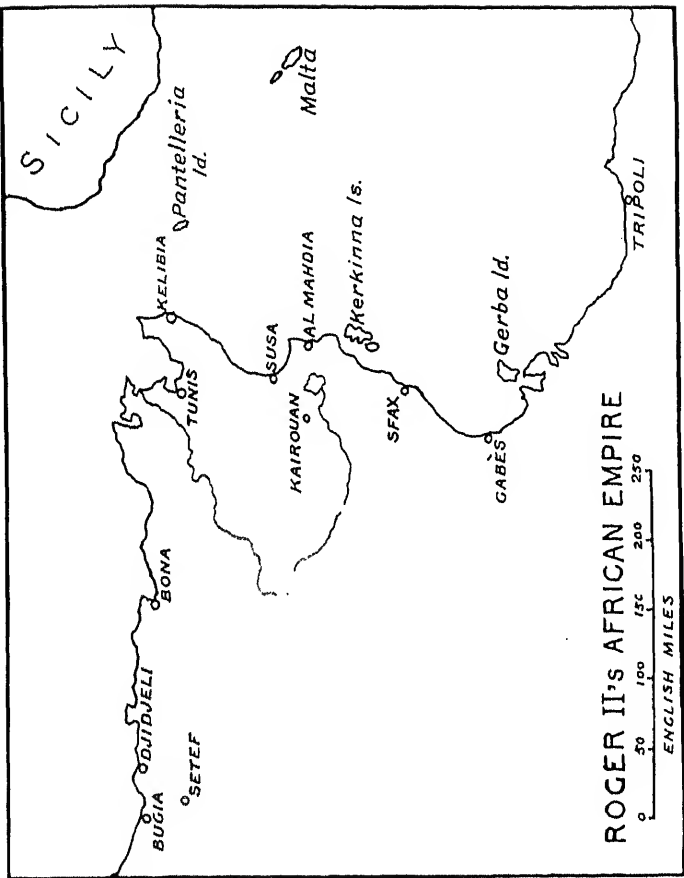 SICILY
Pantelleria
Id.
Malta
KELIBIA
TUNIS
SUSA
AL MAHDIA
Kerkinna Is.
KAIROUAN
SFAX
Gerba Id.
GABÈS
TRIPOLI
BONA
DJIDJELI
BUGIA
SETEF
ROGER II's AFRICAN EMPIRE
0 50 100 150 200 250
ENGLISH MILES